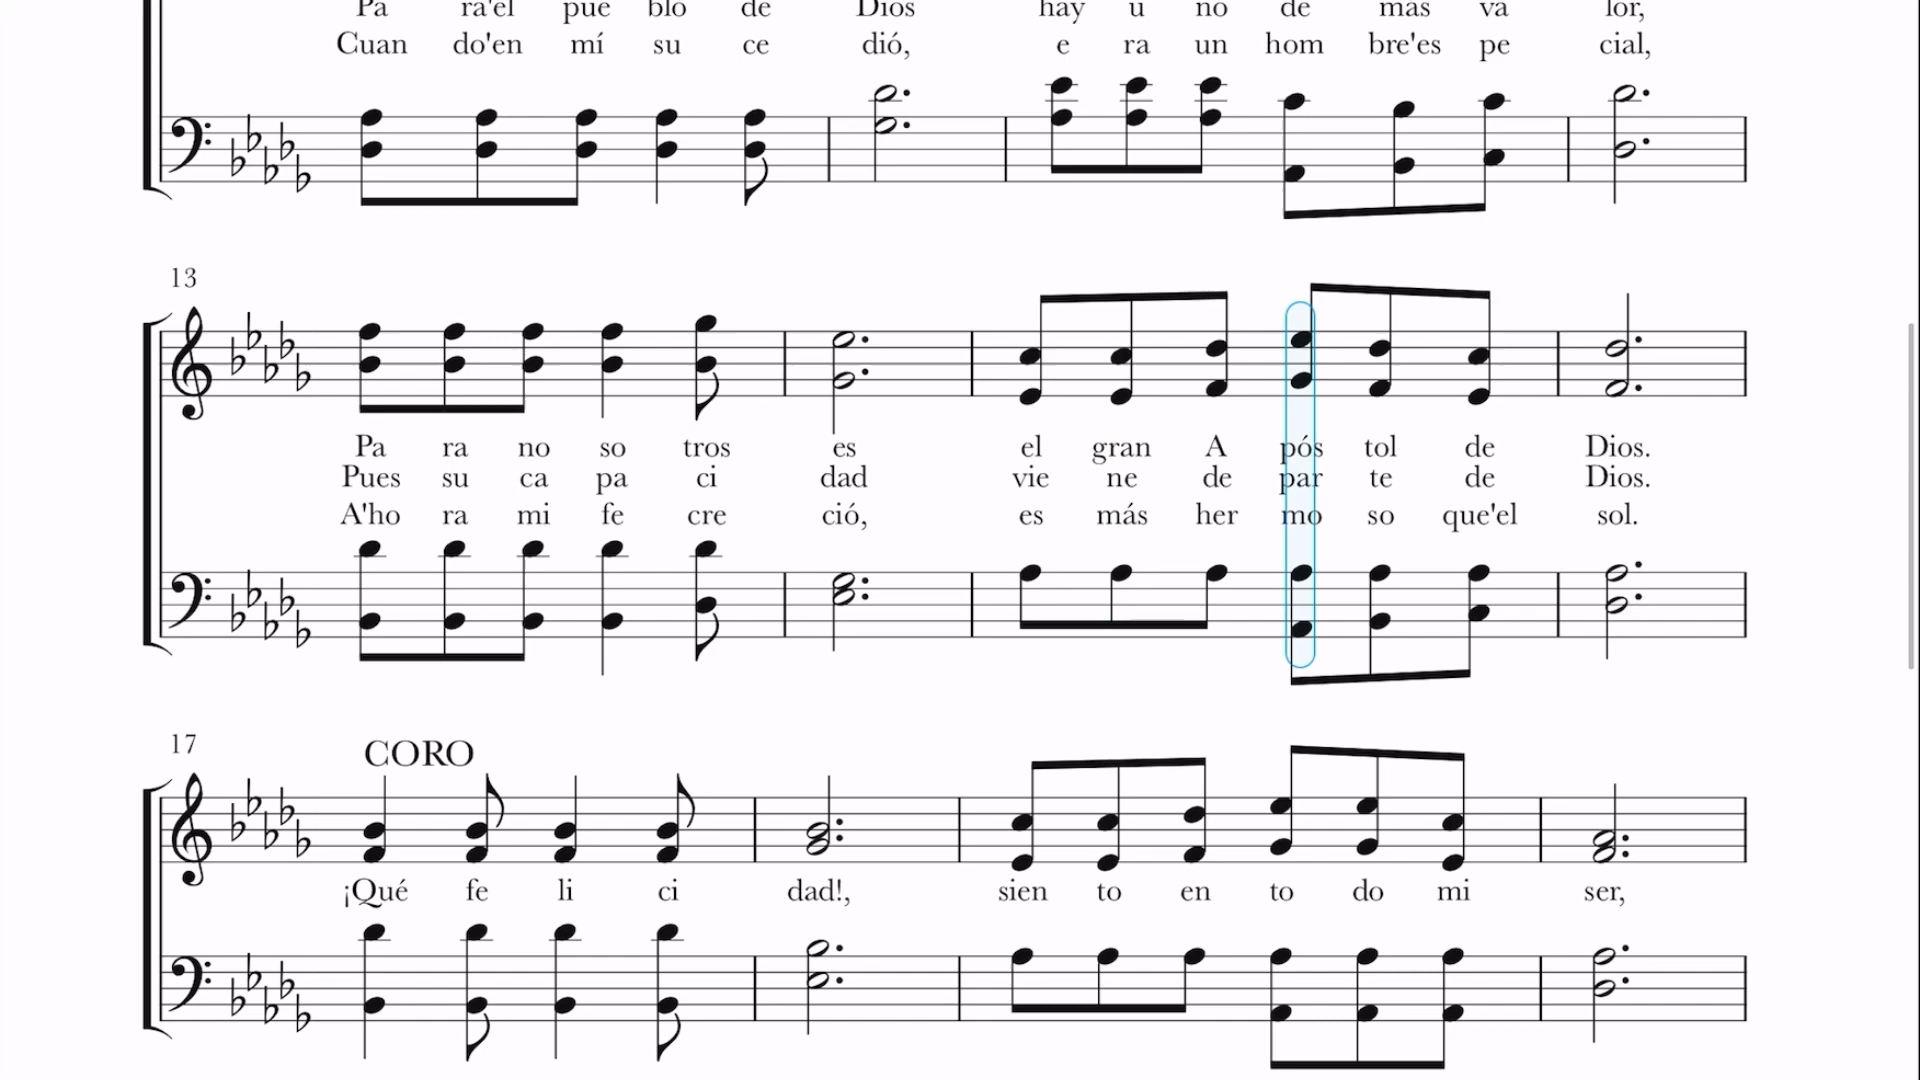 Pa ra'el pue blo de Dios hay u no de mas va lor,
Cuan do'en mí su ce dió, e ra un hom bre'es pe cial,
13
Pa ra no so tros es el gran A pós tol de Dios.
Pues su ca pa ci dad vie ne de par te de Dios.
A'ho ra mi fe cre ció, es más her mo so que'el sol.
17
CORO
¡Qué fe li ci dad!, sien to en to do mi ser,